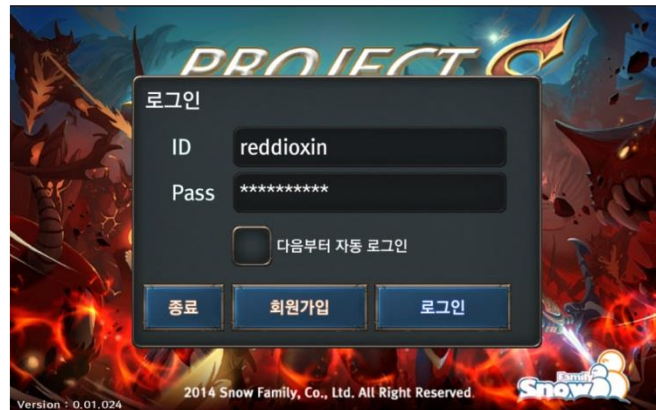 PROJECT S
로그인
ID reddioxin
Pass **********
다음부터 자동 로그인
종료 회원가입 로그인
2014 Snow Family, Co., Ltd. All Right Reserved.
Family
Snow
Version : 0.01.024